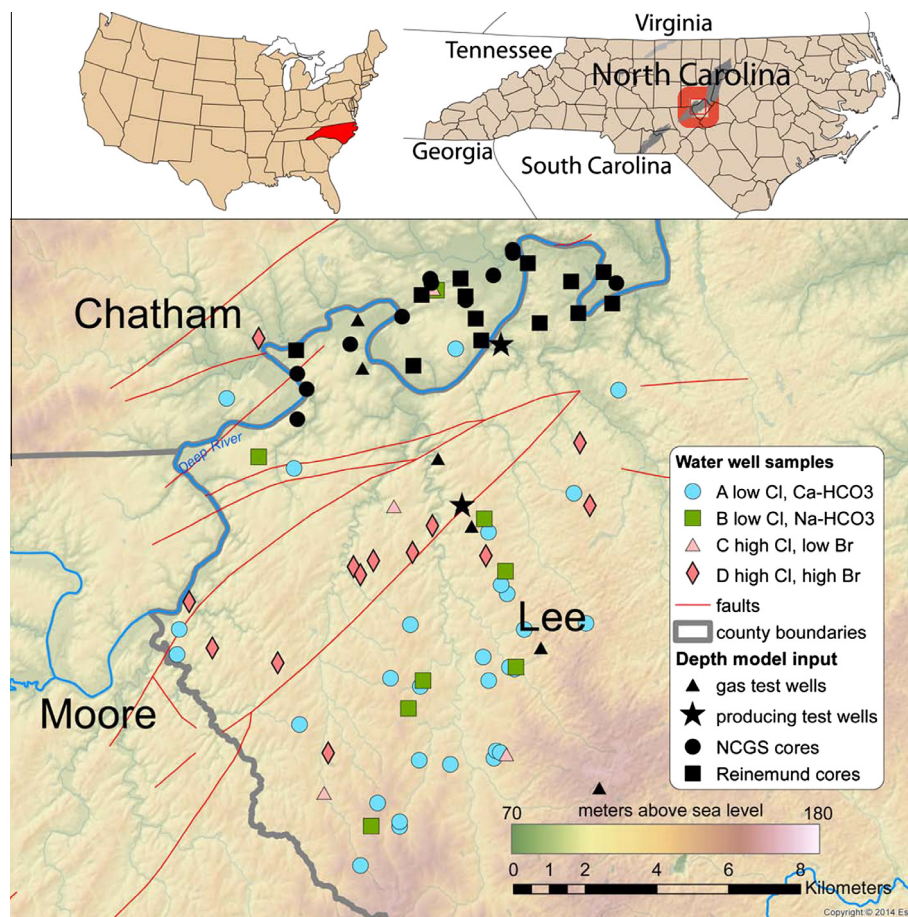 Virginia
Tennessee
North Carolina
Georgia
South Carolina
Chatham
Deep River
Lee
Moore
Water well samples
A low Cl, Ca-HCO3
B low Cl, Na-HCO3
C high Cl, low Br
D high Cl, high Br
faults
county boundaries
Depth model input
gas test wells
producing test wells
NCGS cores
Reinemund cores
70 meters above sea level 180
0 1 2 4 6 8
Kilometers
Copyright:© 2014 Es